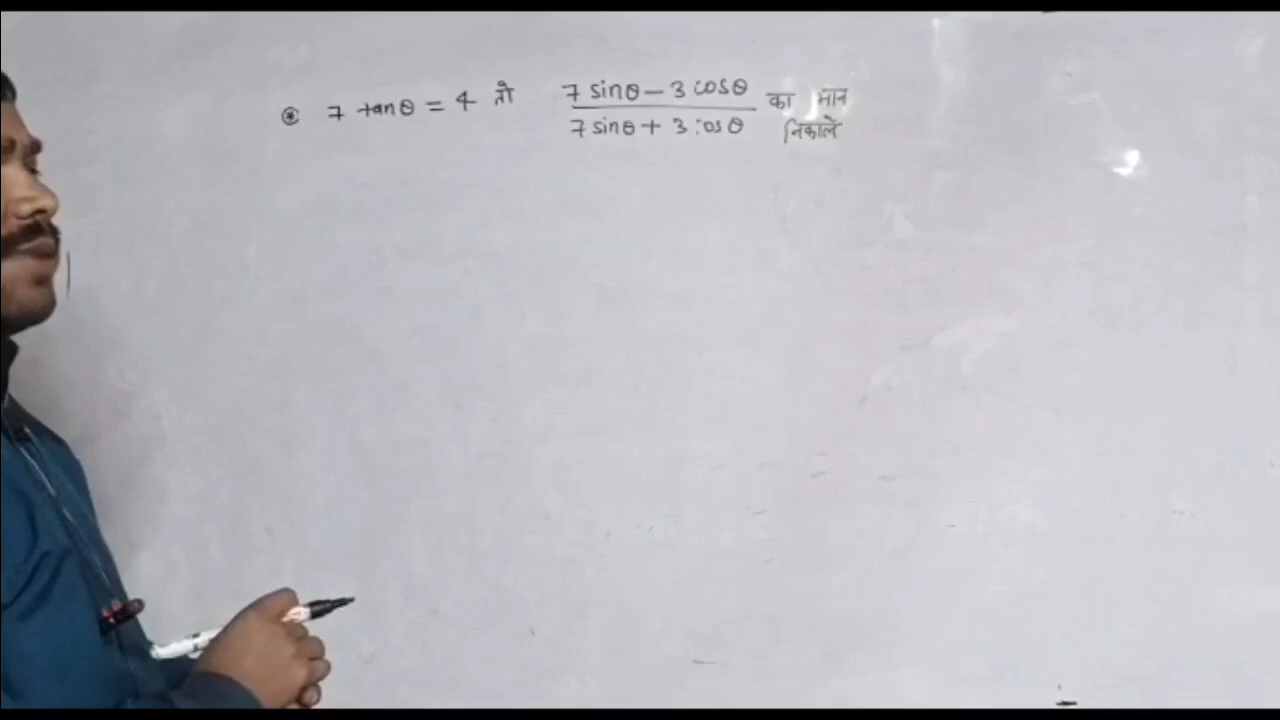 ⊛ 7 tanθ = 4 तो 7 sinθ - 3 cosθ का मान
7 sinθ + 3 cosθ निकाले